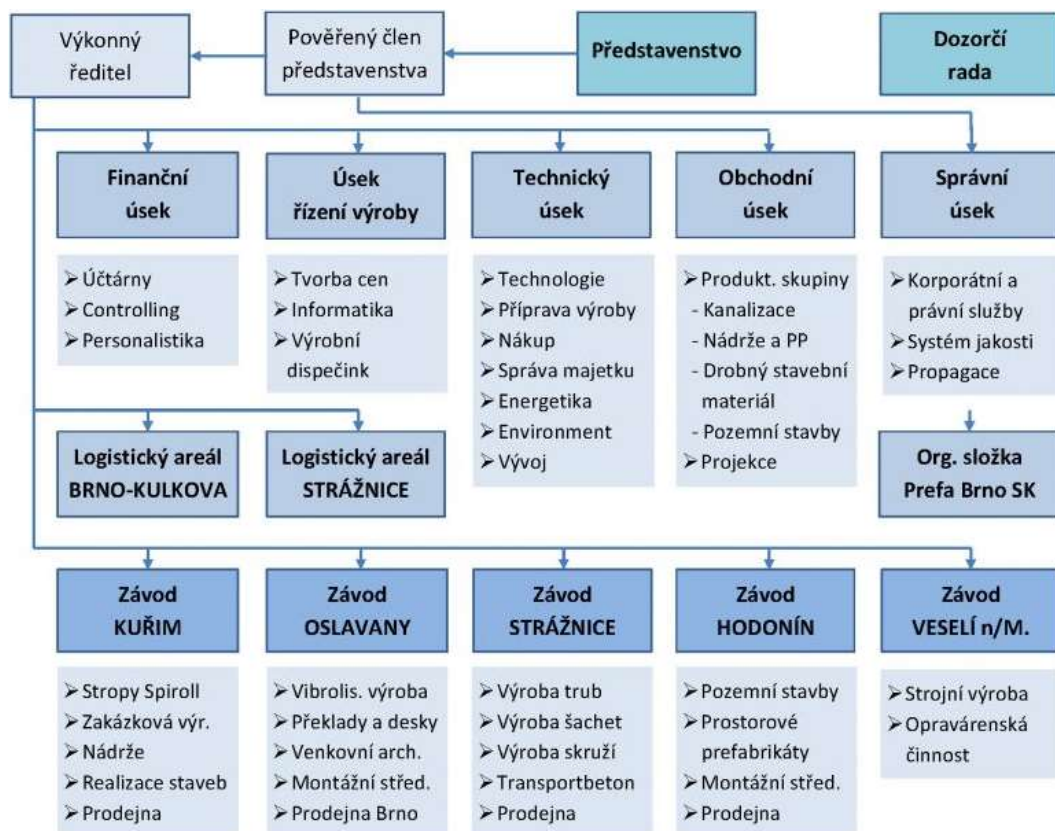 Výkonný
ředitel
Pověřený člen
představenstva
Představenstvo
Dozorčí
rada
Finanční
úsek
Úsek
řízení výroby
Technický
úsek
Obchodní
úsek
Správní
úsek
➢ Účtárny
➢ Controlling
➢ Personalistika
➢ Tvorba cen
➢ Informatika
➢ Výrobní
dispečink
➢ Technologie
➢ Příprava výroby
➢ Nákup
➢ Správa majetku
➢ Energetika
➢ Environment
➢ Vývoj
➢ Produkt. skupiny
- Kanalizace
- Nádrže a PP
- Drobný stavební
materiál
- Pozemní stavby
➢ Projekce
➢ Korporátní a
právní služby
➢ Systém jakosti
➢ Propagace
Logistický areál
BRNO-KULKOVA
Logistický areál
STRÁŽNICE
Org. složka
Prefa Brno SK
Závod
KUŘIM
Závod
OSLAVANY
Závod
STRÁŽNICE
Závod
HODONÍN
Závod
VESELÍ n/M.
➢ Stropy Spiroll
➢ Zakázková výr.
➢ Nádrže
➢ Realizace staveb
➢ Prodejna
➢ Vibrolis. výroba
➢ Překlady a desky
➢ Venkovní arch.
➢ Montážní střed.
➢ Prodejna Brno
➢ Výroba trub
➢ Výroba šachet
➢ Výroba skruží
➢ Transportbeton
➢ Prodejna
➢ Pozemní stavby
➢ Prostorové
prefabrikáty
➢ Montážní střed.
➢ Prodejna
➢ Strojní výroba
➢ Opravárenská
činnost